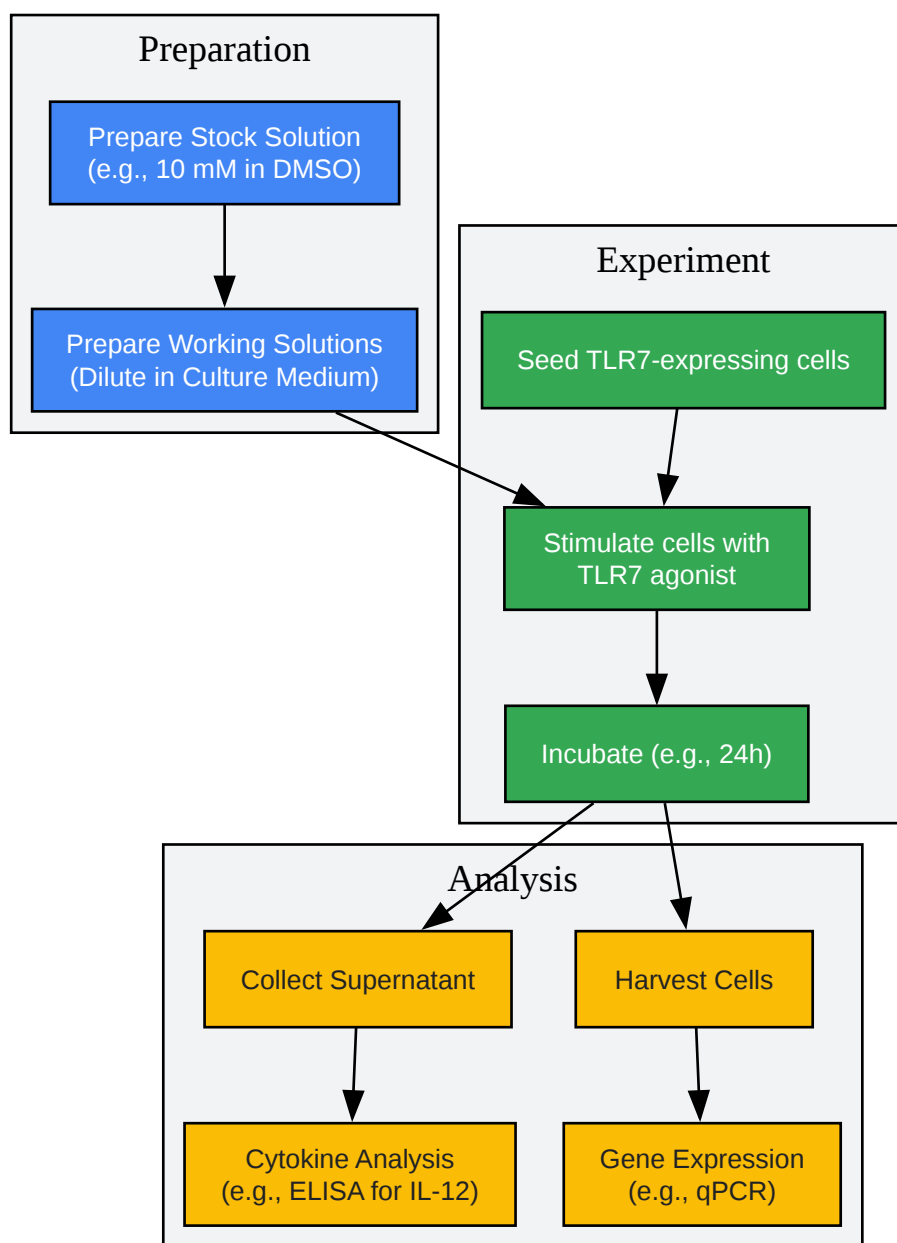 Preparation
Prepare Stock Solution
(e.g., 10 mM in DMSO)
Prepare Working Solutions
(Dilute in Culture Medium)
Experiment
Seed TLR7-expressing cells
Stimulate cells with
TLR7 agonist
Incubate (e.g., 24h)
Analysis
Collect Supernatant
Harvest Cells
Cytokine Analysis
(e.g., ELISA for IL-12)
Gene Expression
(e.g., qPCR)